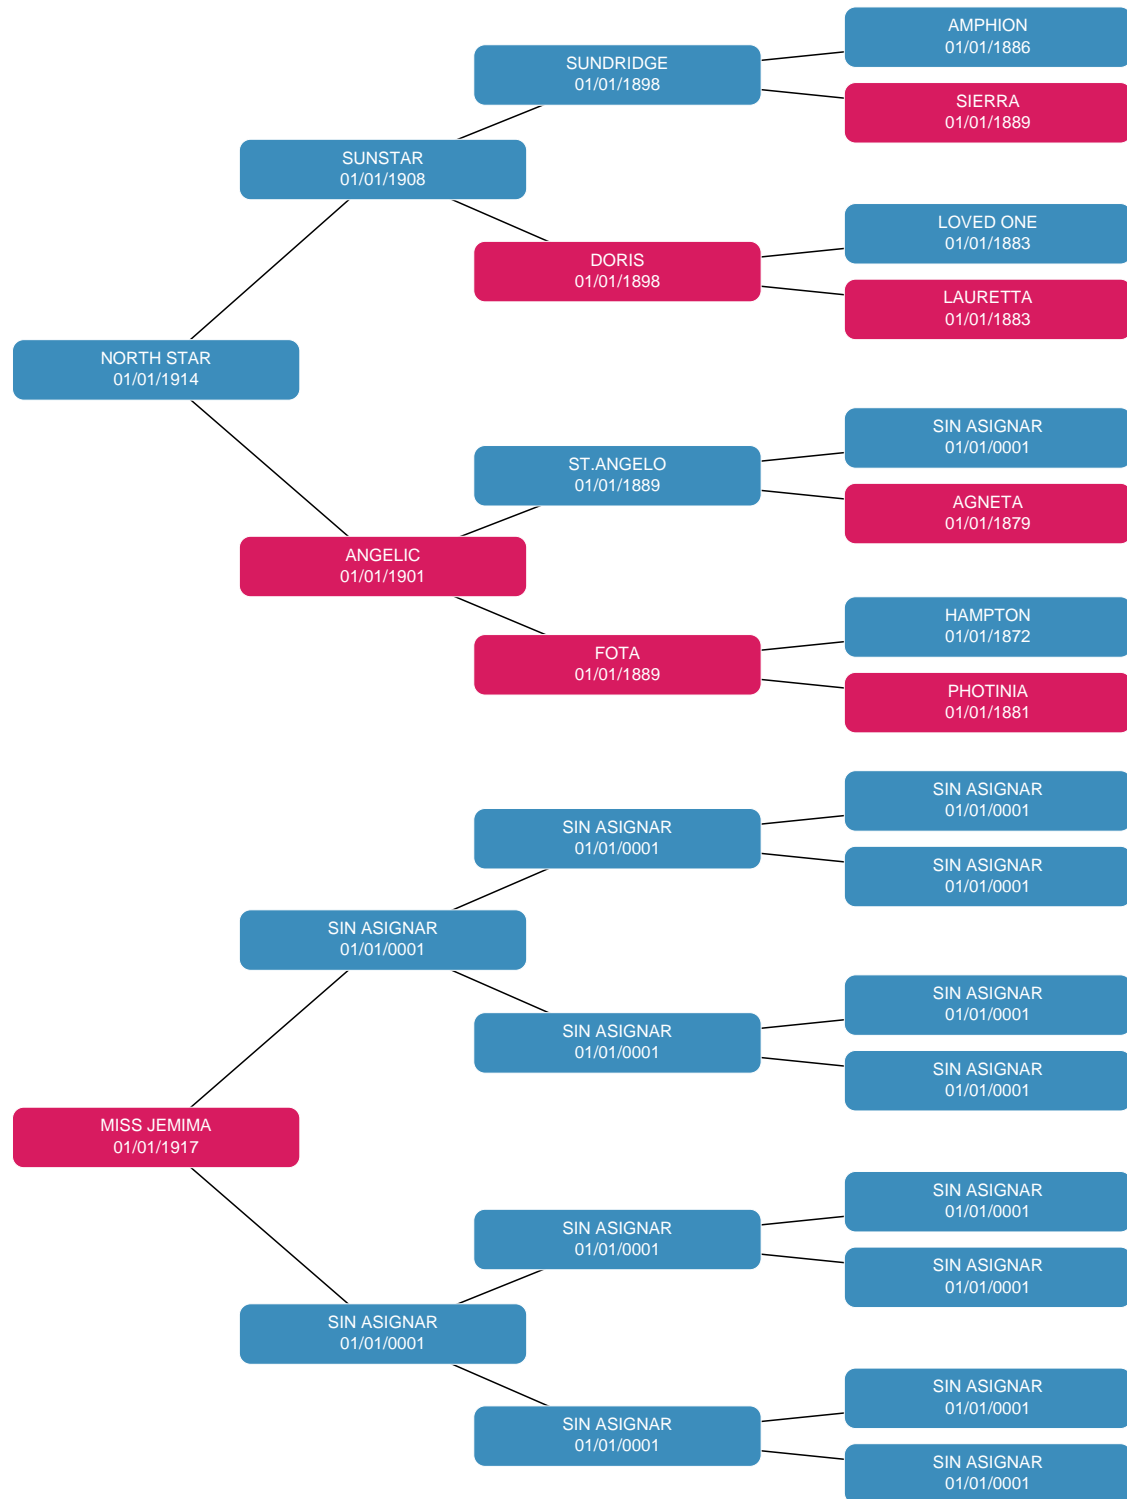 AMPHION
01/01/1886
SUNDRIDGE
01/01/1898
SIERRA
01/01/1889
SUNSTAR
01/01/1908
LOVED ONE
01/01/1883
DORIS
01/01/1898
LAURETTA
01/01/1883
NORTH STAR
01/01/1914
SIN ASIGNAR
01/01/0001
ST.ANGELO
01/01/1889
AGNETA
01/01/1879
ANGELIC
01/01/1901
HAMPTON
01/01/1872
FOTA
01/01/1889
PHOTINIA
01/01/1881
SIN ASIGNAR
01/01/0001
SIN ASIGNAR
01/01/0001
SIN ASIGNAR
01/01/0001
SIN ASIGNAR
01/01/0001
SIN ASIGNAR
01/01/0001
SIN ASIGNAR
01/01/0001
SIN ASIGNAR
01/01/0001
MISS JEMIMA
01/01/1917
SIN ASIGNAR
01/01/0001
SIN ASIGNAR
01/01/0001
SIN ASIGNAR
01/01/0001
SIN ASIGNAR
01/01/0001
SIN ASIGNAR
01/01/0001
SIN ASIGNAR
01/01/0001
SIN ASIGNAR
01/01/0001